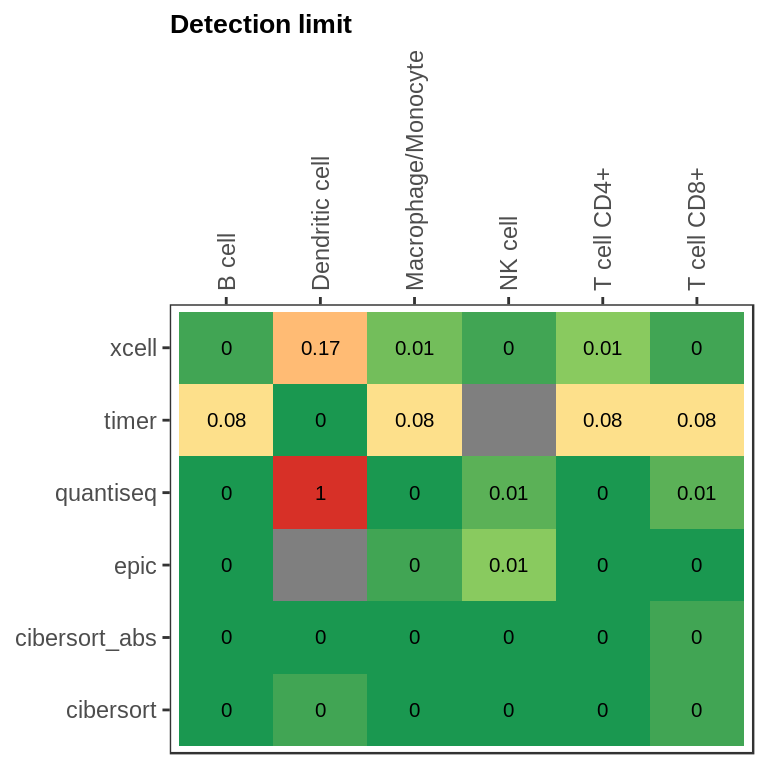 Detection limit
B cell
Dendritic cell
Macrophage/Monocyte
NK cell
T cell CD4+
T cell CD8+
xcell 0 0.17 0.01 0 0.01 0
timer 0.08 0 0.08 0.08 0.08
quantiseq 0 1 0 0.01 0 0.01
epic 0 0 0.01 0 0
cibersort_abs 0 0 0 0 0 0
cibersort 0 0 0 0 0 0